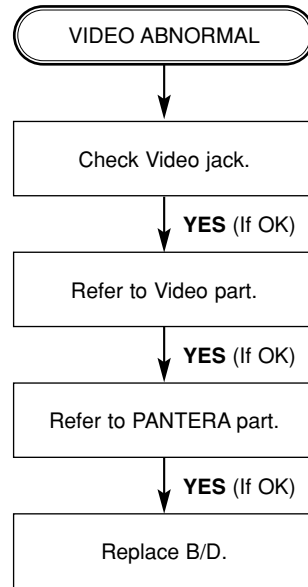 VIDEO ABNORMAL
Check Video jack.
YES (If OK)
Refer to Video part.
YES (If OK)
Refer to PANTERA part.
YES (If OK)
Replace B/D.